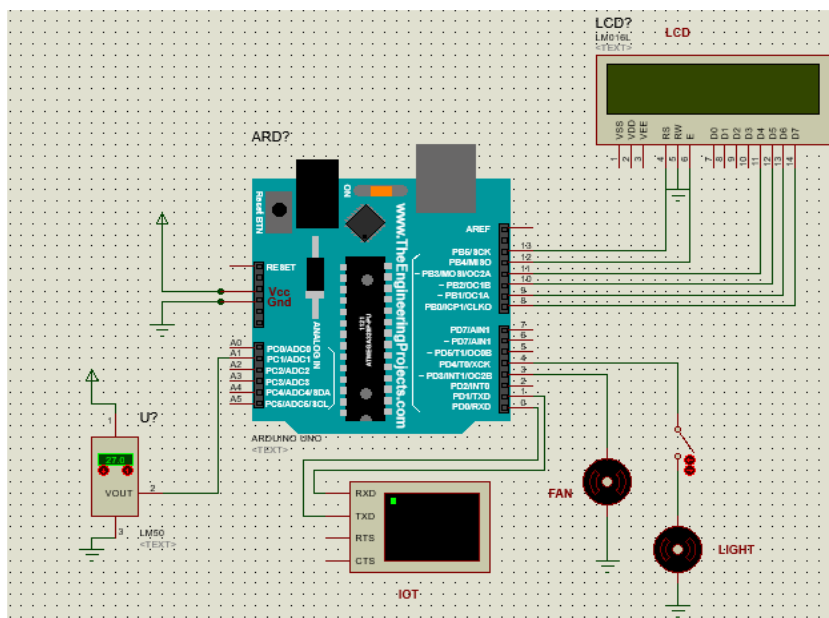 LCD?
LM016L
<TEXT>
LCD
VSS
VDD
VEE
RS
RW
E
D0
D1
D2
D3
D4
D5
D6
D7
1
2
3
4
5
6
7
8
9
10
11
12
13
14
ARD?
ON
Reset BTN
www.TheEngineeringProjects.com
AREF
13
PB5/SCK
12
PB4/MISO
11
~ PB3/MOSI/OC2A
10
~ PB2/OC1B
9
~ PB1/OC1A
8
PB0/ICP1/CLKO
RESET
Vcc
Gnd
ANALOG IN
1121
ATMEGA328P-PU
A0
PC0/ADC0
A1
PC1/ADC1
A2
PC2/ADC2
A3
PC3/ADC3
A4
PC4/ADC4/SDA
A5
PC5/ADC5/SCL
7
PD7/AIN1
6
~ PD7/AIN1
5
~ PD5/T1/OC0B
4
PD4/T0/XCK
3
~ PD3/INT1/OC2B
2
PD2/INT0
1
PD1/TXD
0
PD0/RXD
ARDUINO UNO
<TEXT>
U?
1
27.0
VOUT
2
3
LM50
<TEXT>
RXD
TXD
RTS
CTS
IOT
FAN
LIGHT